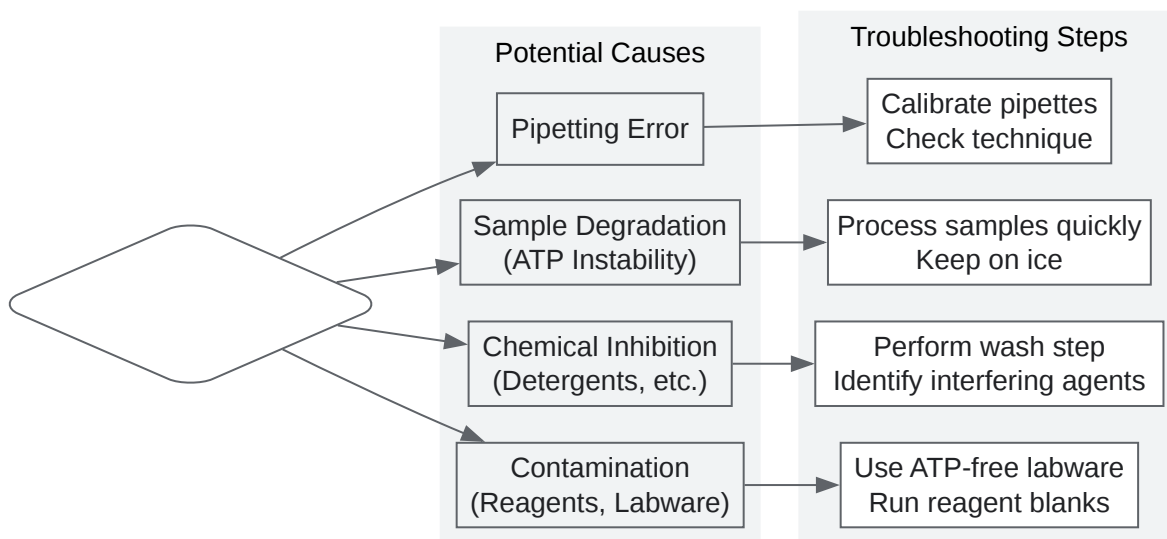 Potential Causes
Pipetting Error
Sample Degradation
(ATP Instability)
Chemical Inhibition
(Detergents, etc.)
Contamination
(Reagents, Labware)
Troubleshooting Steps
Calibrate pipettes
Check technique
Process samples quickly
Keep on ice
Perform wash step
Identify interfering agents
Use ATP-free labware
Run reagent blanks